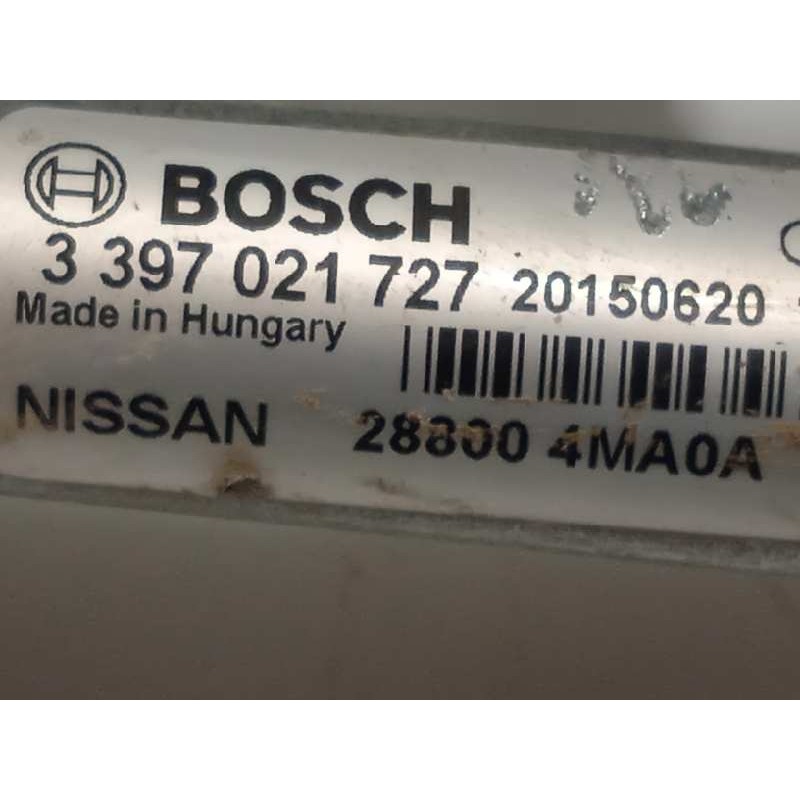 BOSCH
3 397 021 727 20150620
Made in Hungary
NISSAN 28800 4MA0A